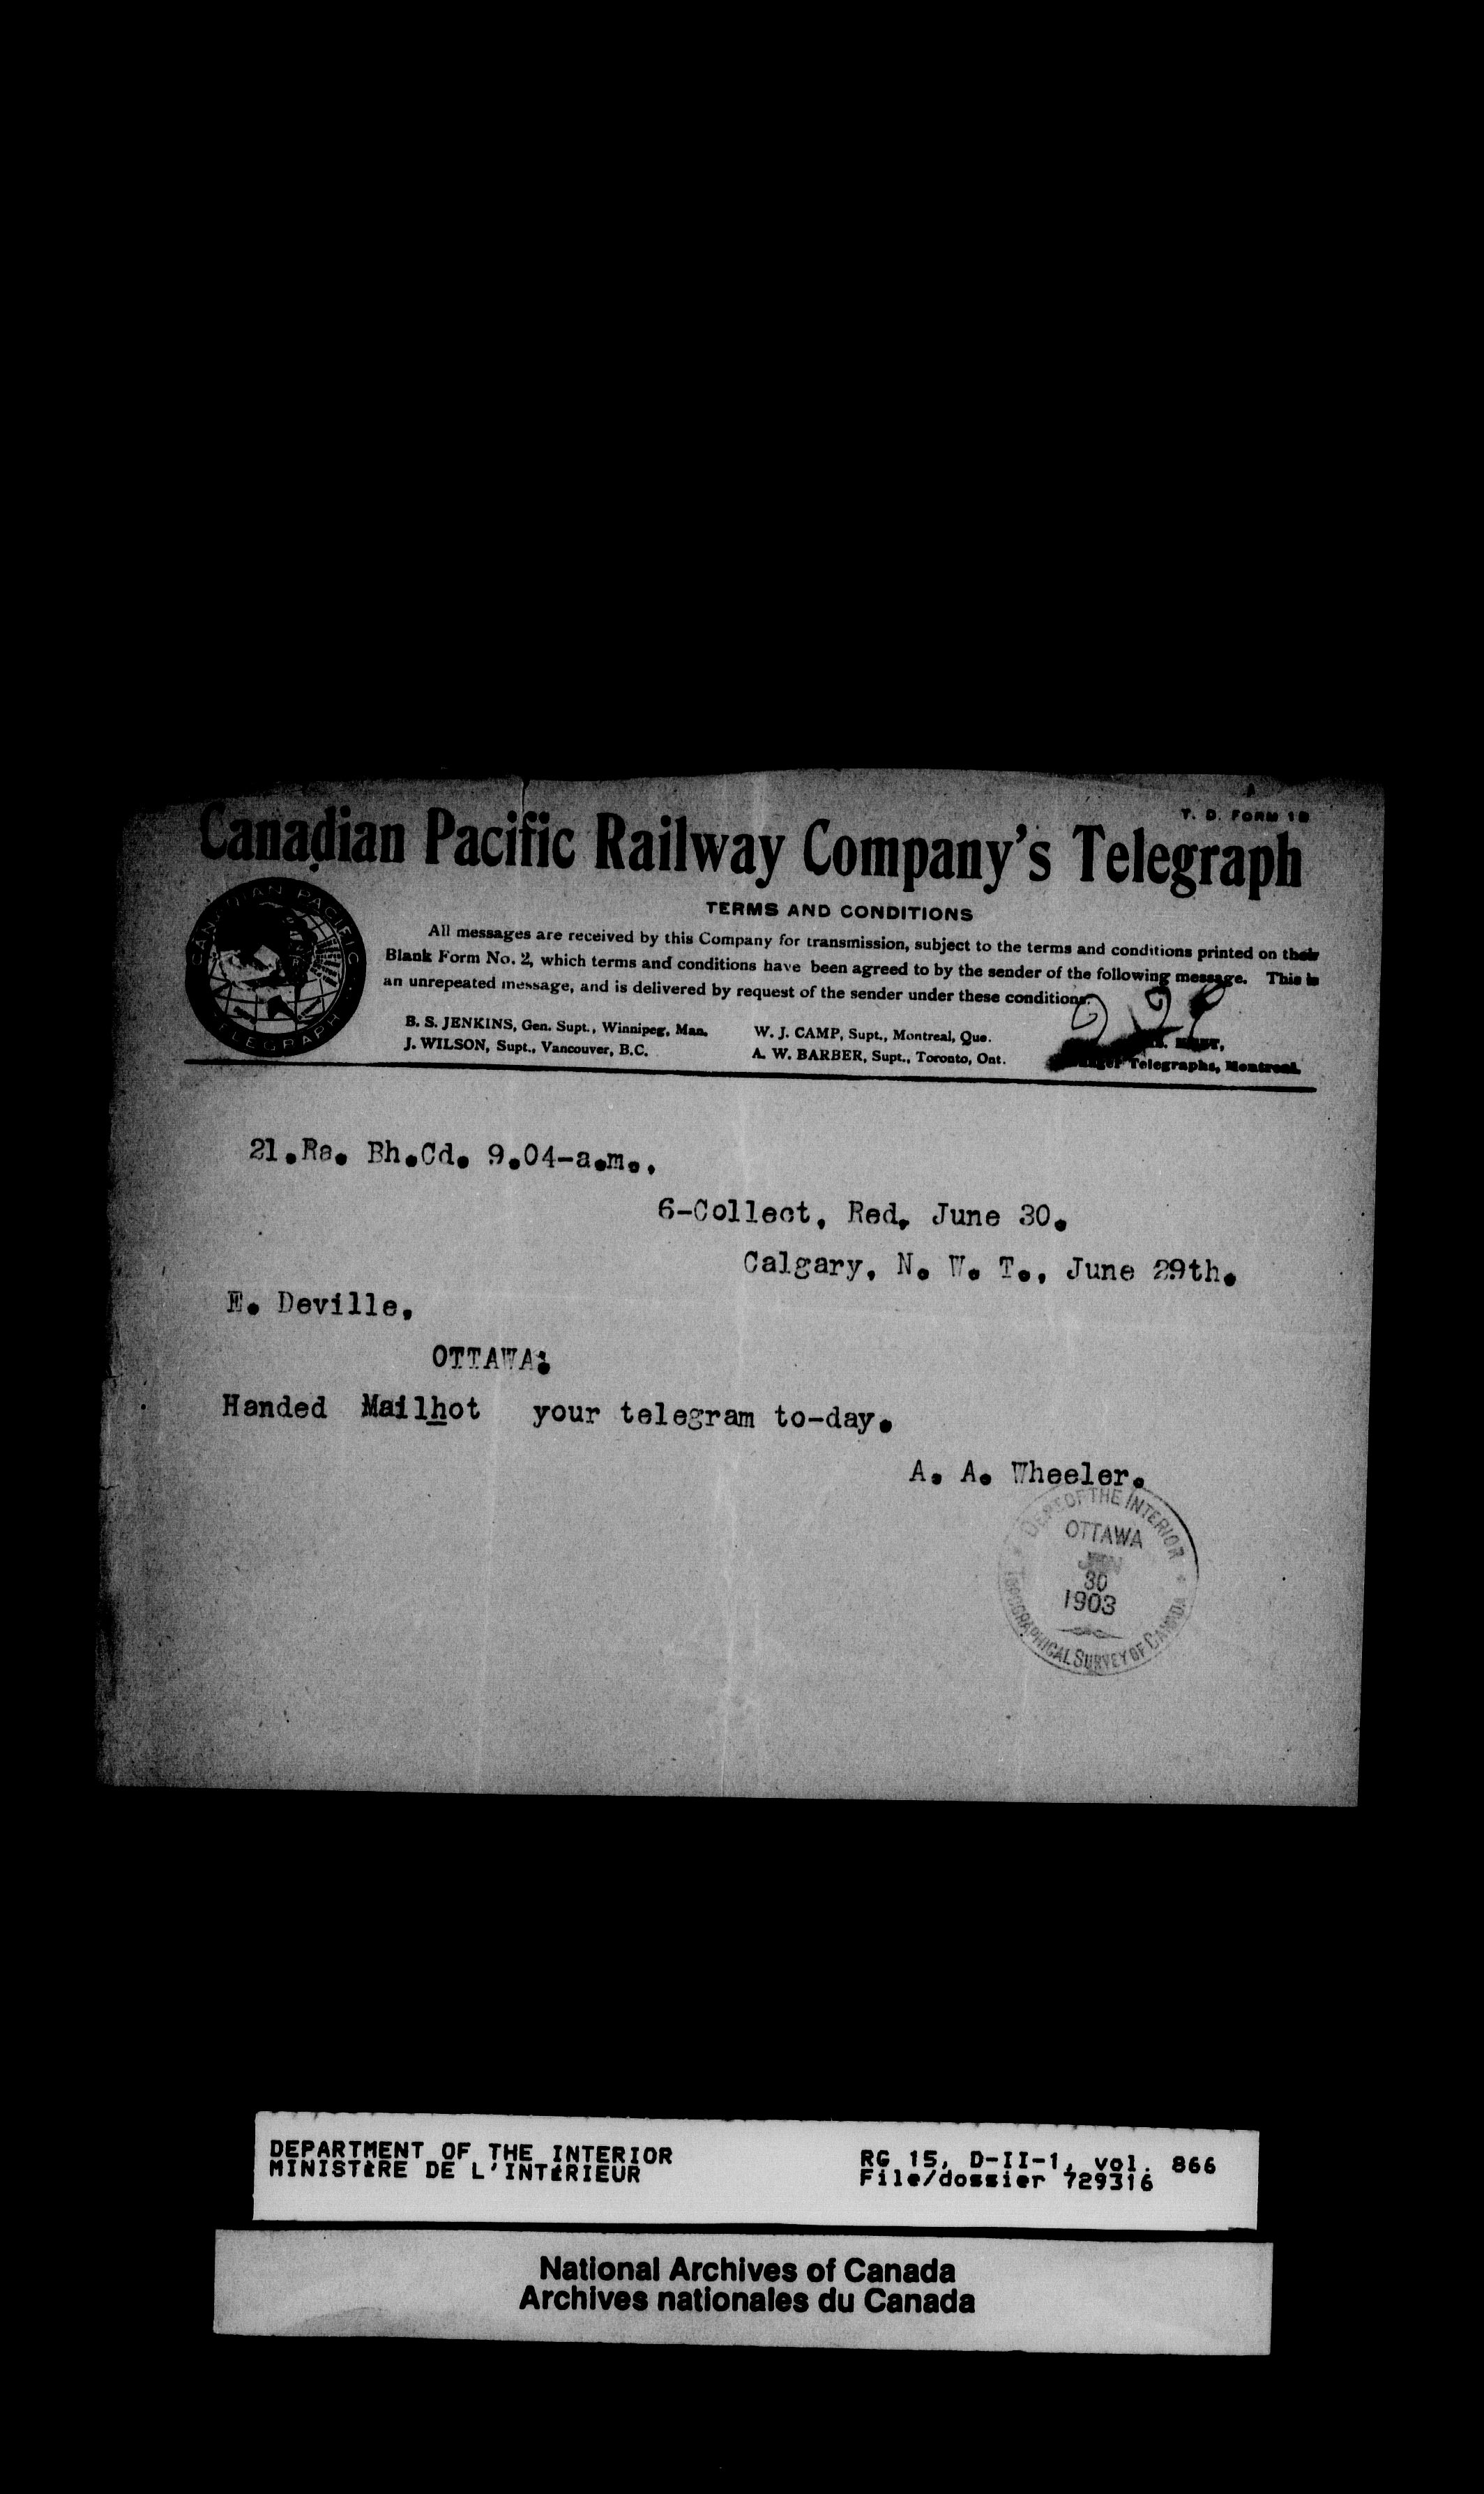 T. D. FORM 1
Canadian Pacific Railway Company's Telegraph
CANADIAN PACIFIC
TELEGRAPH
TERMS AND CONDITIONS
All messages are received by this Company for transmission, subject to the terms and conditions printed on their
Blank Form No. 2, which terms and conditions have been agreed to by the sender of the following message. This is
an unrepeated message, and is delivered by request of the sender under these conditions.
B. S. JENKINS, Gen. Supt., Winnipeg, Man.
J. WILSON, Supt., Vancouver, B.C.
W. J. CAMP, Supt., Montreal, Que.
A. W. BARBER, Supt., Toronto, Ont.
Telegraphs, Montreal.
21.Ra. Bh.Cd. 9.04-a.m.,
6-Collect, Red, June 30.
Calgary, N. W. T., June 29th.
E. Deville,
OTTAWA:
Handed Mailhot your telegram to-day.
A. A. Wheeler.
DEPT OF THE INTERIOR
OTTAWA
JUN
30
1903
TOPOGRAPHICAL SURVEY OF CANADA
DEPARTMENT OF THE INTERIOR
MINISTÈRE DE L'INTÉRIEUR
RG 15, D-II-1, vol. 866
File/dossier 729316
National Archives of Canada
Archives nationales du Canada